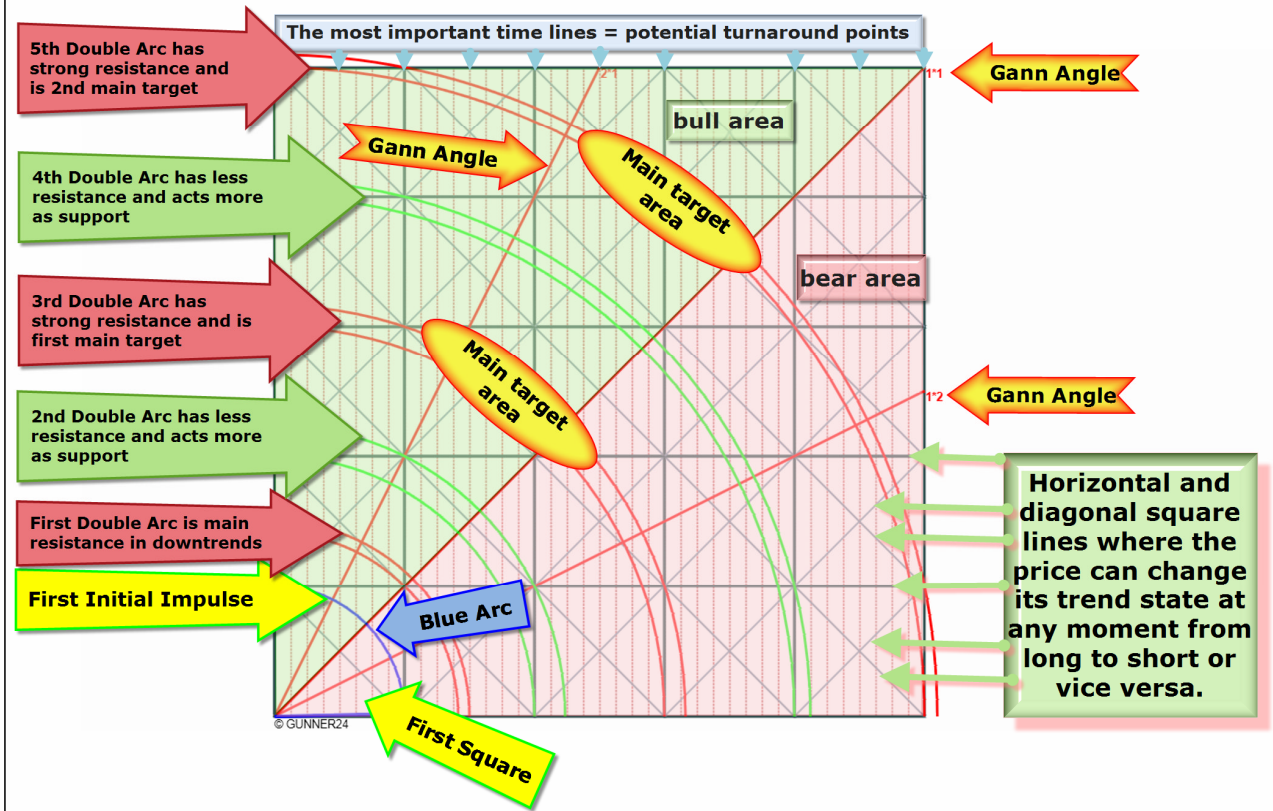 The most important time lines = potential turnaround points
5th Double Arc has
strong resistance and
is 2nd main target
2*1
1*1
Gann Angle
bull area
Gann Angle
Main target
area
4th Double Arc has less
resistance and acts more
as support
bear area
3rd Double Arc has
strong resistance and is
first main target
Main target
area
1*2
Gann Angle
2nd Double Arc has less
resistance and acts more
as support
Horizontal and
diagonal square
lines where the
price can change
its trend state at
any moment from
long to short or
vice versa.
First Double Arc is main
resistance in downtrends
First Initial Impulse
Blue Arc
First Square
© GUNNER24